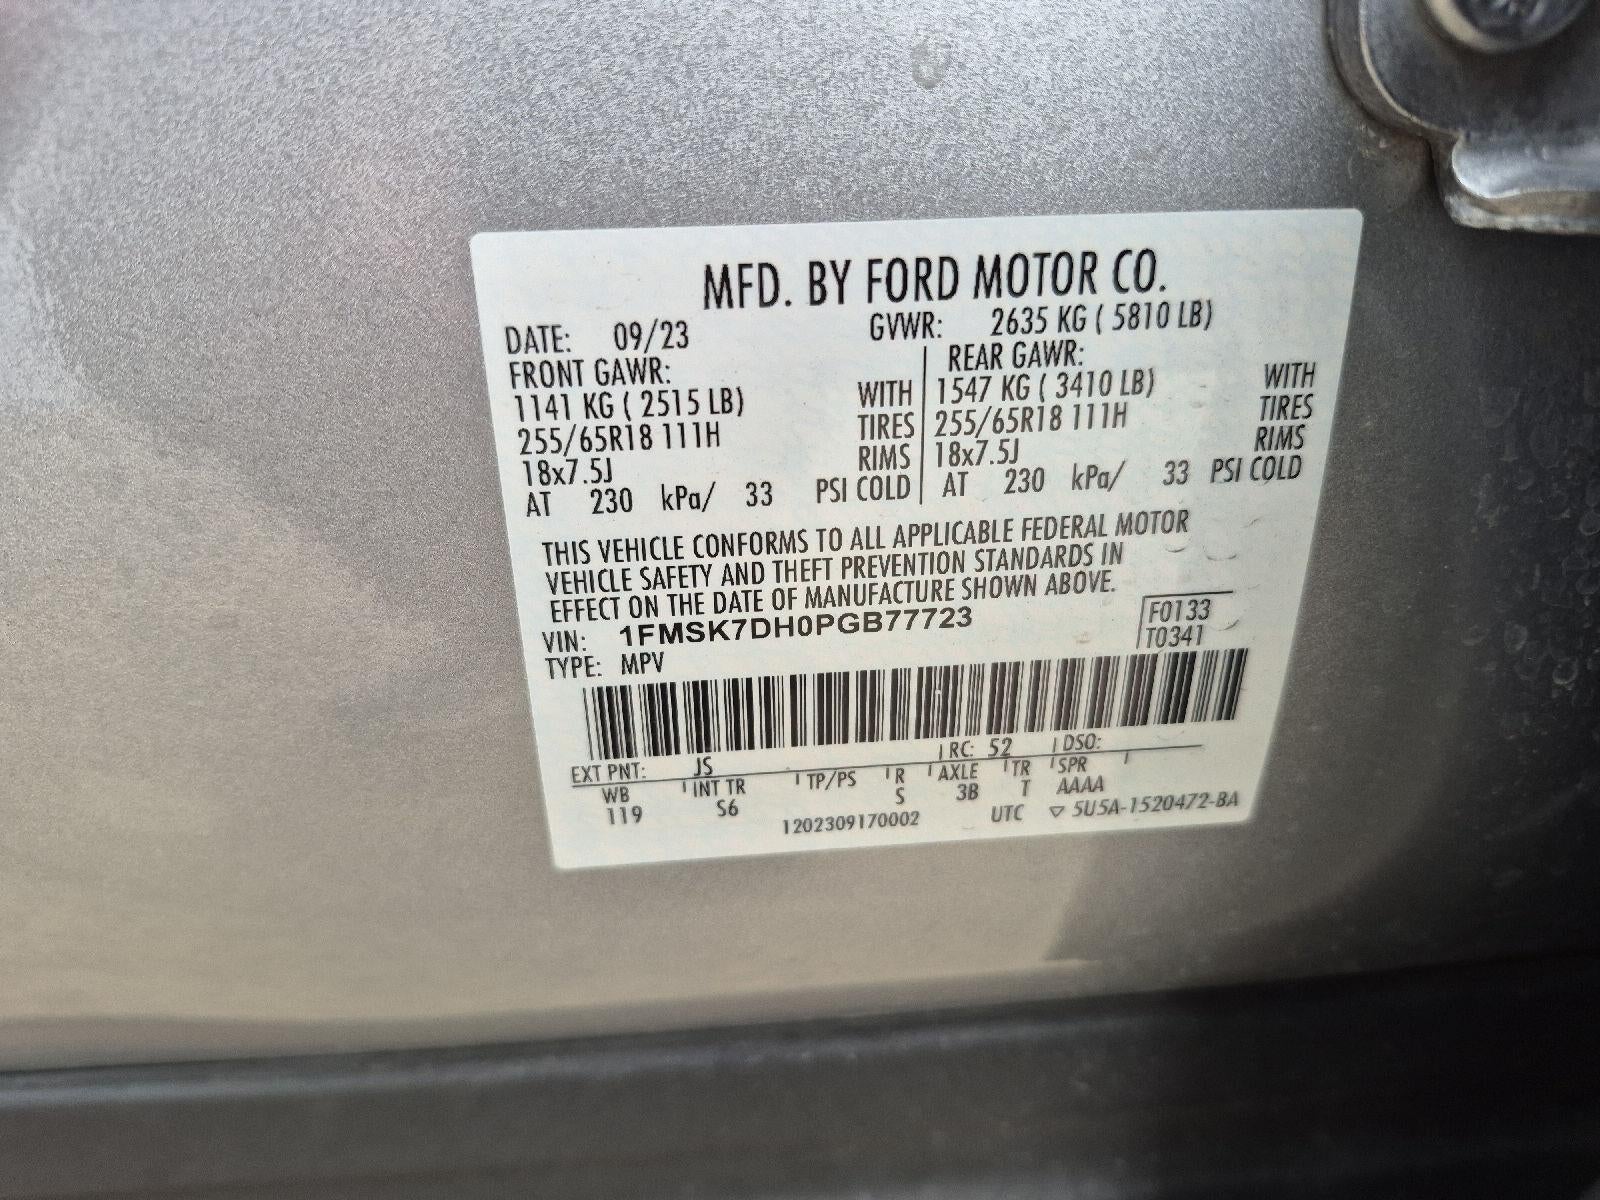 MFD. BY FORD MOTOR CO.
DATE: 09/23 GVWR: 2635 KG ( 5810 LB)
FRONT GAWR: REAR GAWR:
1141 KG ( 2515 LB) WITH 1547 KG ( 3410 LB) WITH
255/65R18 111H TIRES 255/65R18 111H TIRES
18x7.5J RIMS 18x7.5J RIMS
AT 230 kPa/ 33 PSI COLD AT 230 kPa/ 33 PSI COLD
THIS VEHICLE CONFORMS TO ALL APPLICABLE FEDERAL MOTOR
VEHICLE SAFETY AND THEFT PREVENTION STANDARDS IN
EFFECT ON THE DATE OF MANUFACTURE SHOWN ABOVE.
VIN: 1FMSK7DH0PGB77723 F0133
TYPE: MPV T0341
EXT PNT: JS RC: 52 DSO:
WB INT TR TP/PS R AXLE TR SPR
119 S6 S 3B T AAAA
1202309170002 UTC ▽ 5U5A-1520472-BA